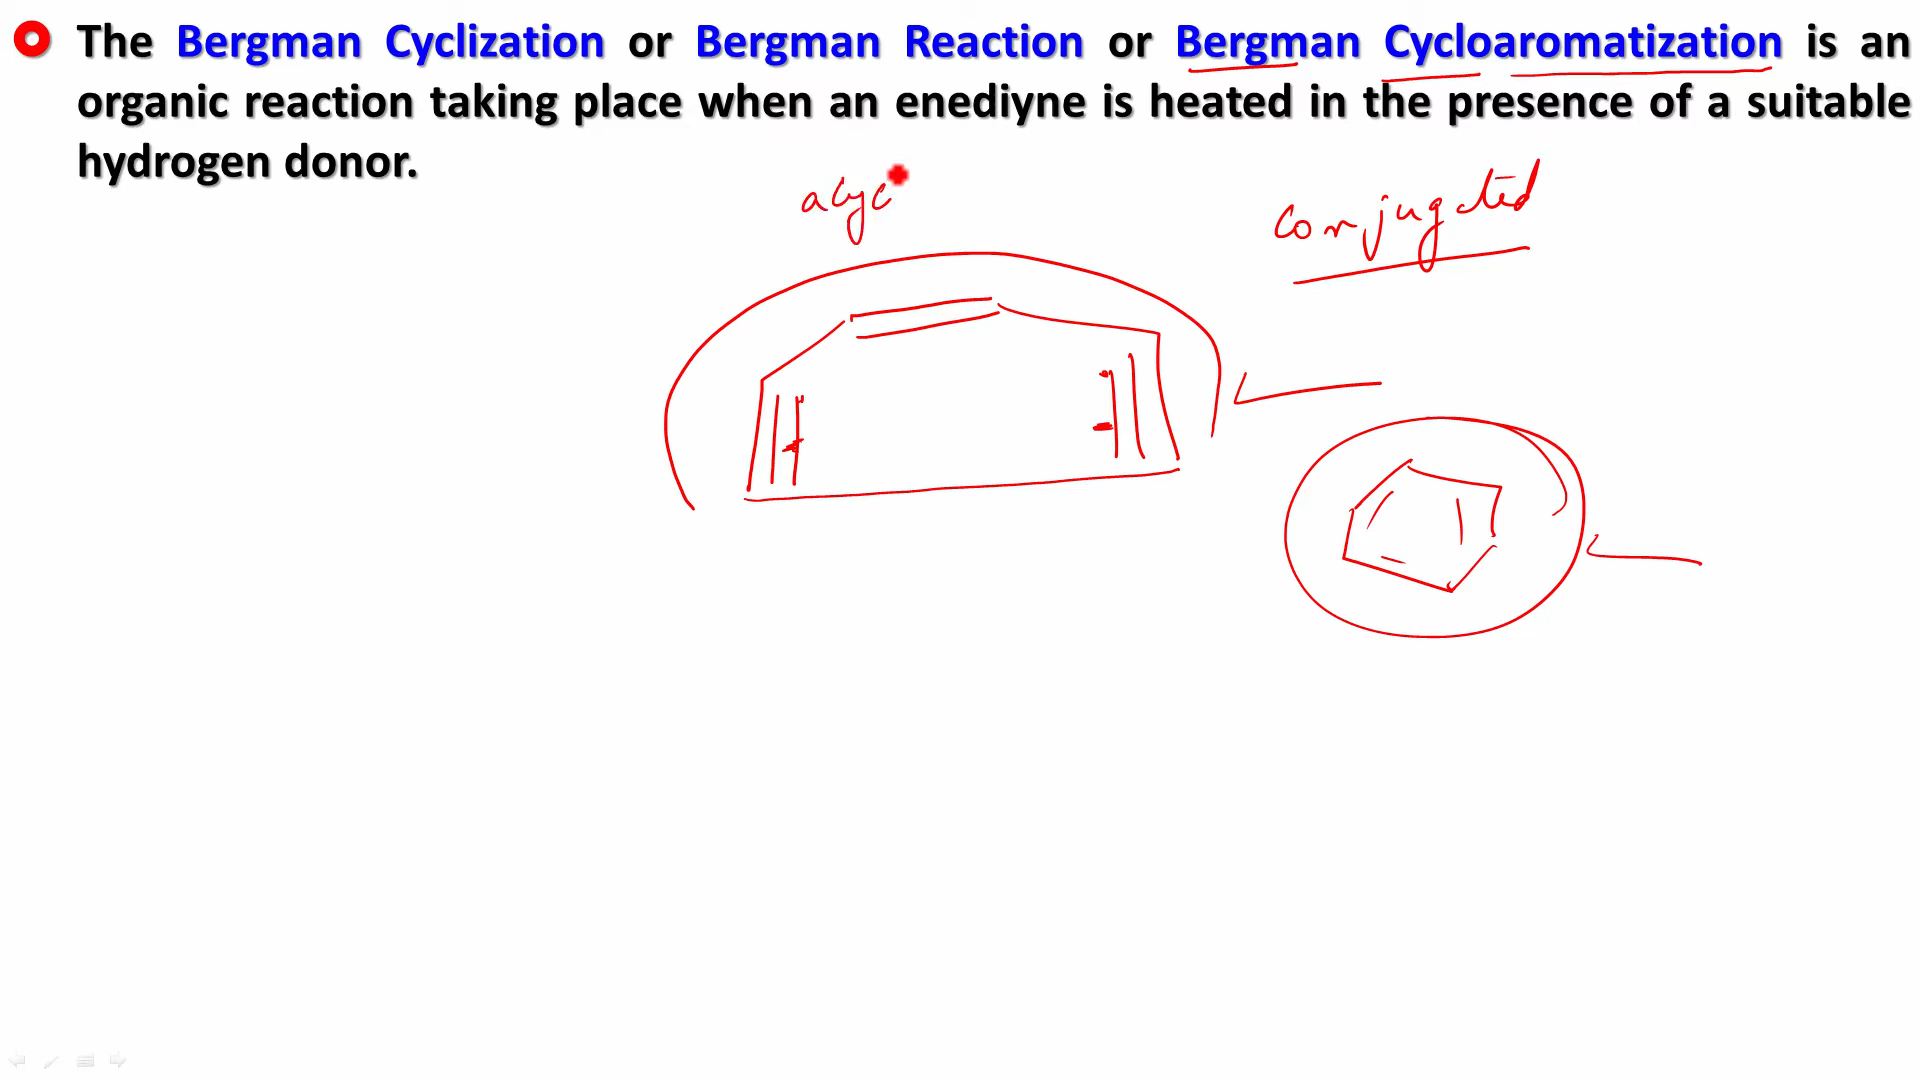 The Bergman Cyclization or Bergman Reaction or Bergman Cycloaromatization is an
organic reaction taking place when an enediyne is heated in the presence of a suitable
hydrogen donor.
acyc
conjugated